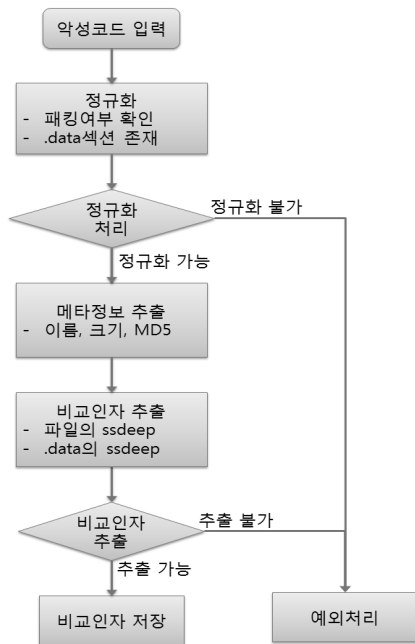 악성코드 입력
정규화
- 패킹여부 확인
- .data섹션 존재
정규화
처리
정규화 불가
정규화 가능
메타정보 추출
- 이름, 크기, MD5
비교인자 추출
- 파일의 ssdeep
- .data의 ssdeep
비교인자
추출
추출 불가
추출 가능
비교인자 저장
예외처리